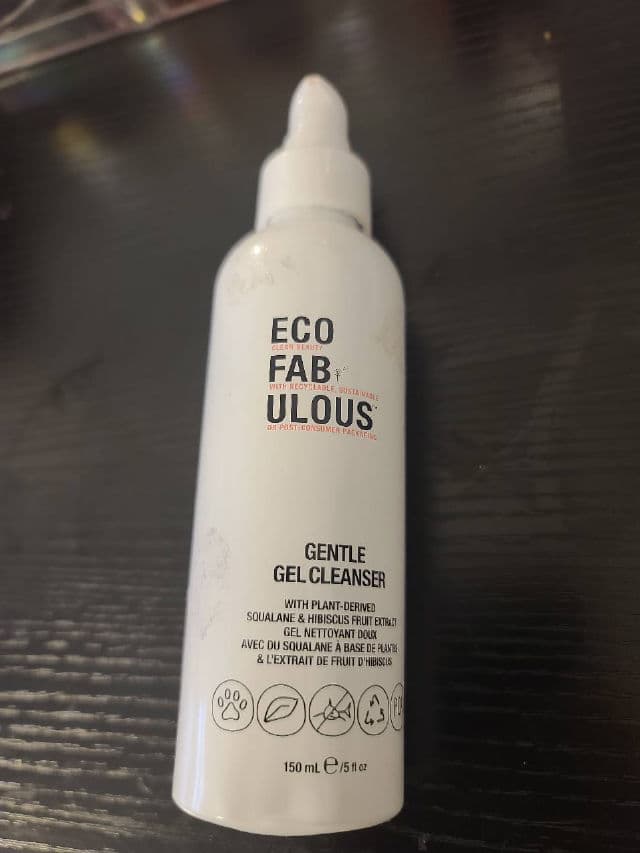 ECO
CLEAN BEAUTY
FAB
WITH RECYCLABLE, SUSTAINABLE
ULOUS
OR POST-CONSUMER PACKAGING
GENTLE
GEL CLEANSER
WITH PLANT-DERIVED
SQUALANE & HIBISCUS FRUIT EXTRACT
GEL NETTOYANT DOUX
AVEC DU SQUALANE À BASE DE PLANTES
& L'EXTRAIT DE FRUIT D'HIBISCUS
150 mL ℮/5 fl oz